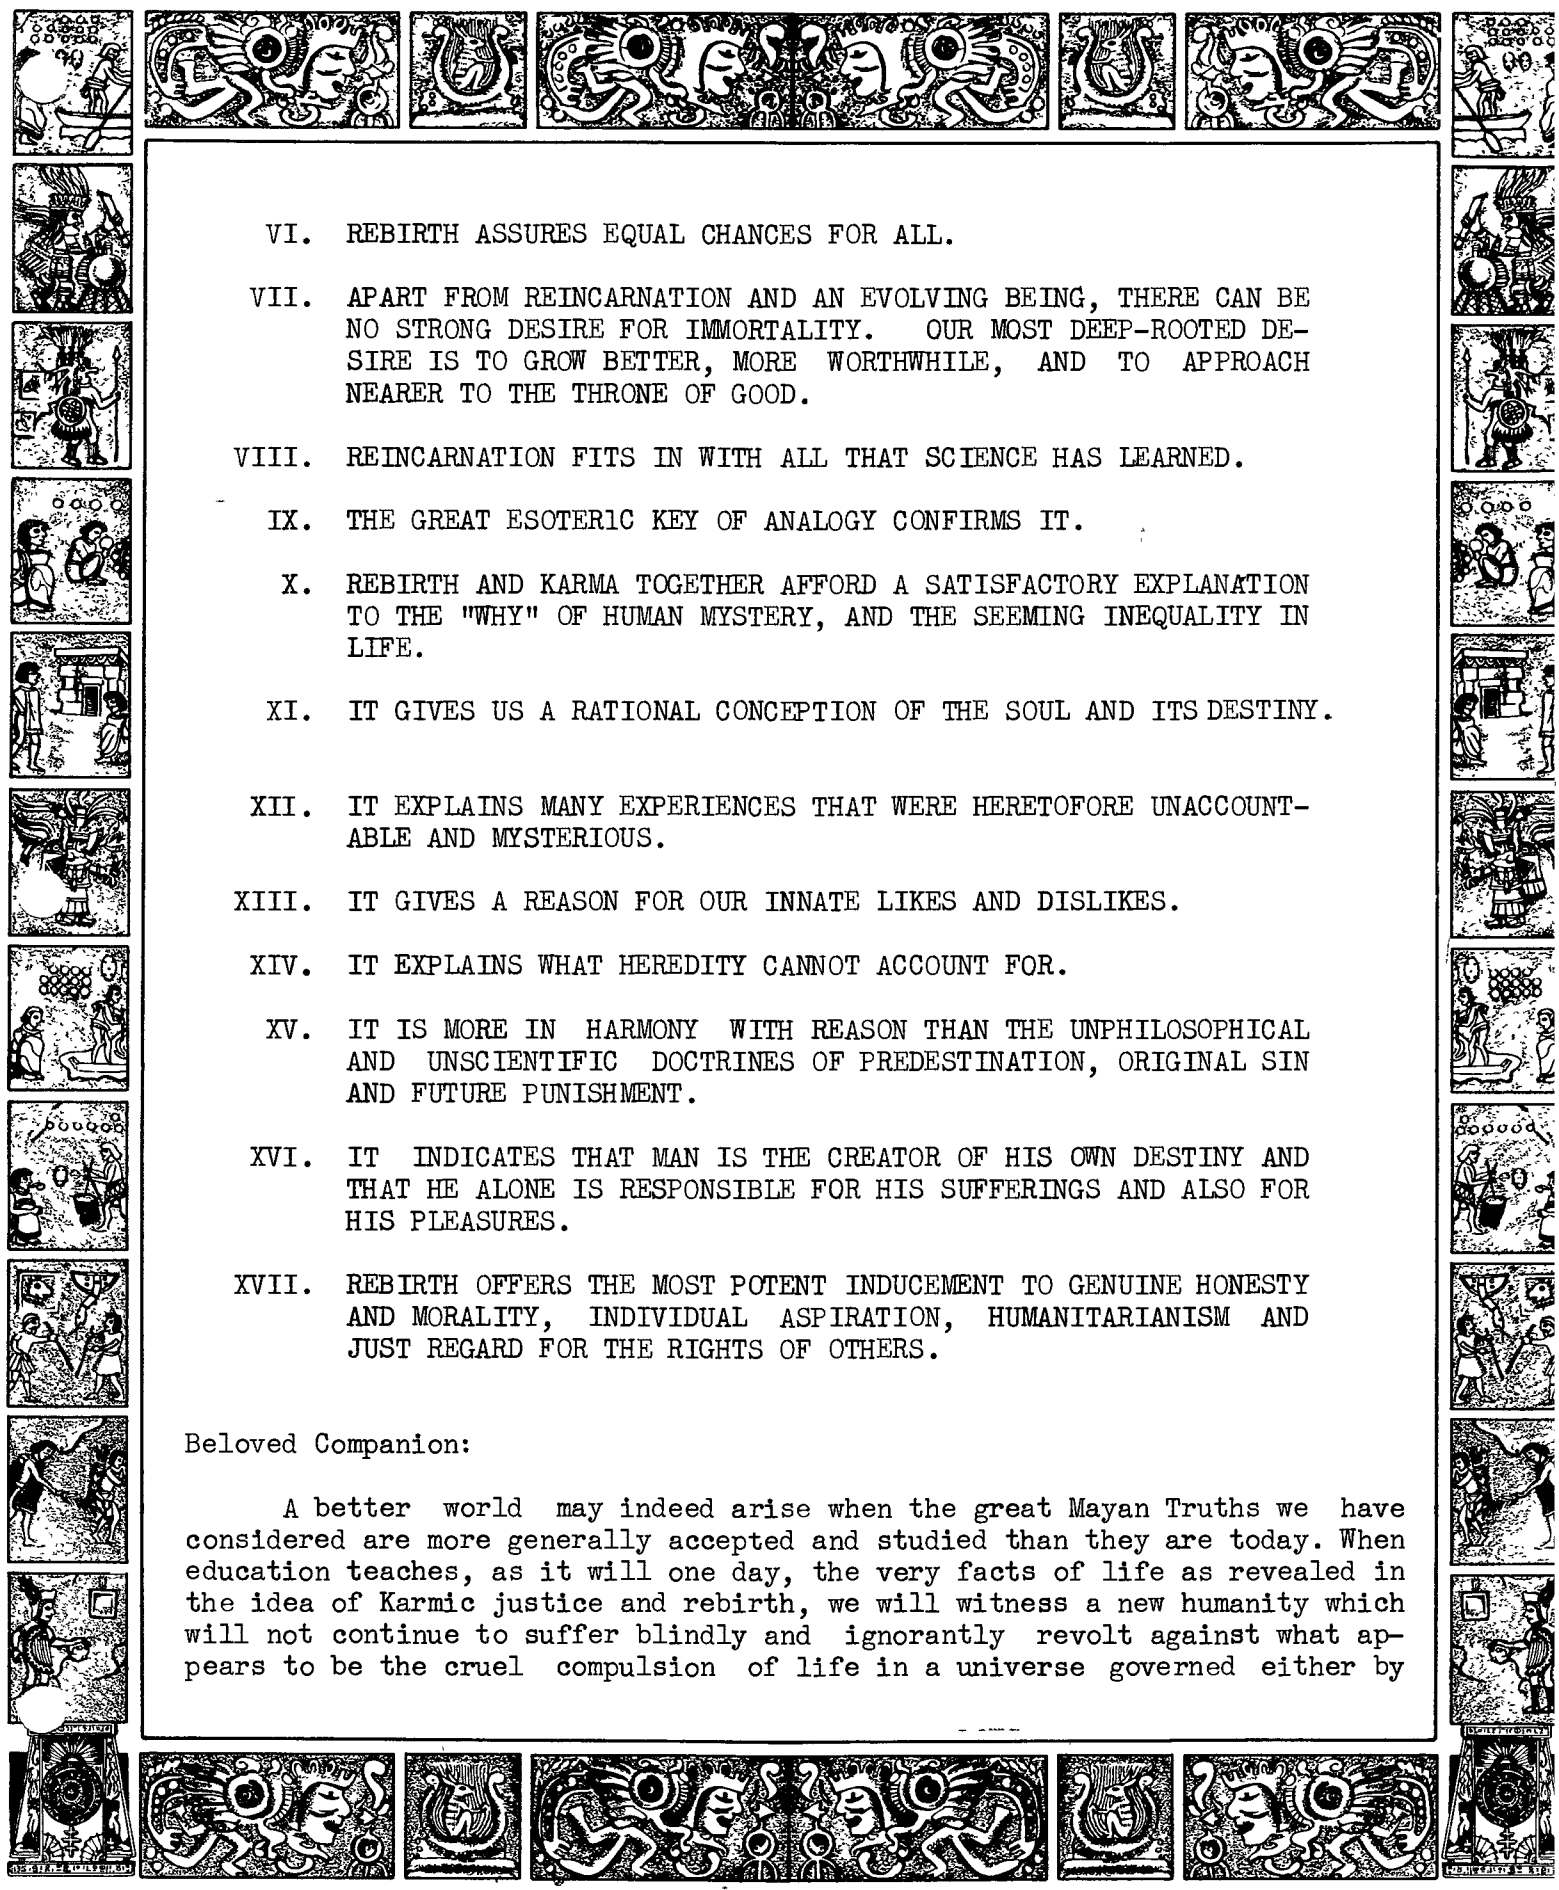 VI. REBIRTH ASSURES EQUAL CHANCES FOR ALL.
VII. APART FROM REINCARNATION AND AN EVOLVING BEING, THERE CAN BE
NO STRONG DESIRE FOR IMMORTALITY. OUR MOST DEEP-ROOTED DE-
SIRE IS TO GROW BETTER, MORE WORTHWHILE, AND TO APPROACH
NEARER TO THE THRONE OF GOOD.
VIII. REINCARNATION FITS IN WITH ALL THAT SCIENCE HAS LEARNED.
IX. THE GREAT ESOTER1C KEY OF ANALOGY CONFIRMS IT.
X. REBIRTH AND KARMA TOGETHER AFFORD A SATISFACTORY EXPLANATION
TO THE "WHY" OF HUMAN MYSTERY, AND THE SEEMING INEQUALITY IN
LIFE.
XI. IT GIVES US A RATIONAL CONCEPTION OF THE SOUL AND ITS DESTINY.
XII. IT EXPLAINS MANY EXPERIENCES THAT WERE HERETOFORE UNACCOUNT-
ABLE AND MYSTERIOUS.
XIII. IT GIVES A REASON FOR OUR INNATE LIKES AND DISLIKES.
XIV. IT EXPLAINS WHAT HEREDITY CANNOT ACCOUNT FOR.
XV. IT IS MORE IN HARMONY WITH REASON THAN THE UNPHILOSOPHICAL
AND UNSCIENTIFIC DOCTRINES OF PREDESTINATION, ORIGINAL SIN
AND FUTURE PUNISHMENT.
XVI. IT INDICATES THAT MAN IS THE CREATOR OF HIS OWN DESTINY AND
THAT HE ALONE IS RESPONSIBLE FOR HIS SUFFERINGS AND ALSO FOR
HIS PLEASURES.
XVII. REBIRTH OFFERS THE MOST POTENT INDUCEMENT TO GENUINE HONESTY
AND MORALITY, INDIVIDUAL ASPIRATION, HUMANITARIANISM AND
JUST REGARD FOR THE RIGHTS OF OTHERS.
Beloved Companion:
A better world may indeed arise when the great Mayan Truths we have
considered are more generally accepted and studied than they are today. When
education teaches, as it will one day, the very facts of life as revealed in
the idea of Karmic justice and rebirth, we will witness a new humanity which
will not continue to suffer blindly and ignorantly revolt against what ap-
pears to be the cruel compulsion of life in a universe governed either by